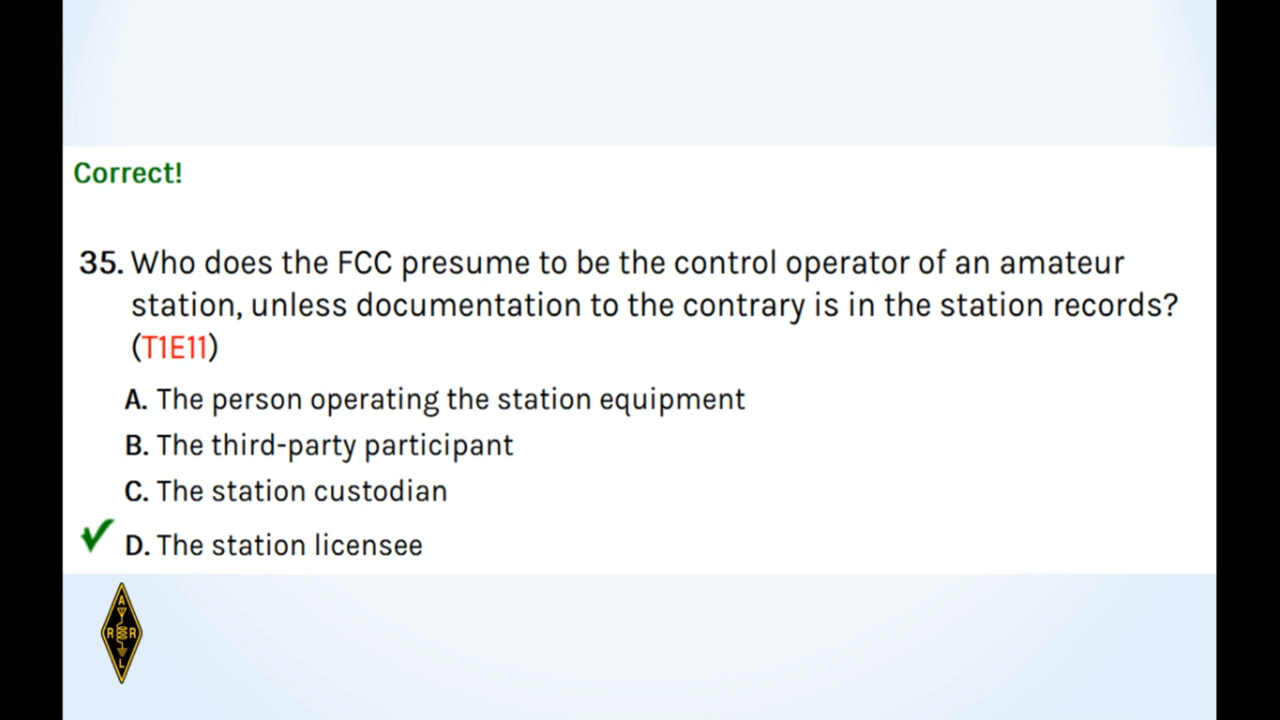 Correct!
35. Who does the FCC presume to be the control operator of an amateur
station, unless documentation to the contrary is in the station records?
(T1E11)
A. The person operating the station equipment
B. The third-party participant
C. The station custodian
D. The station licensee
A
R R
L